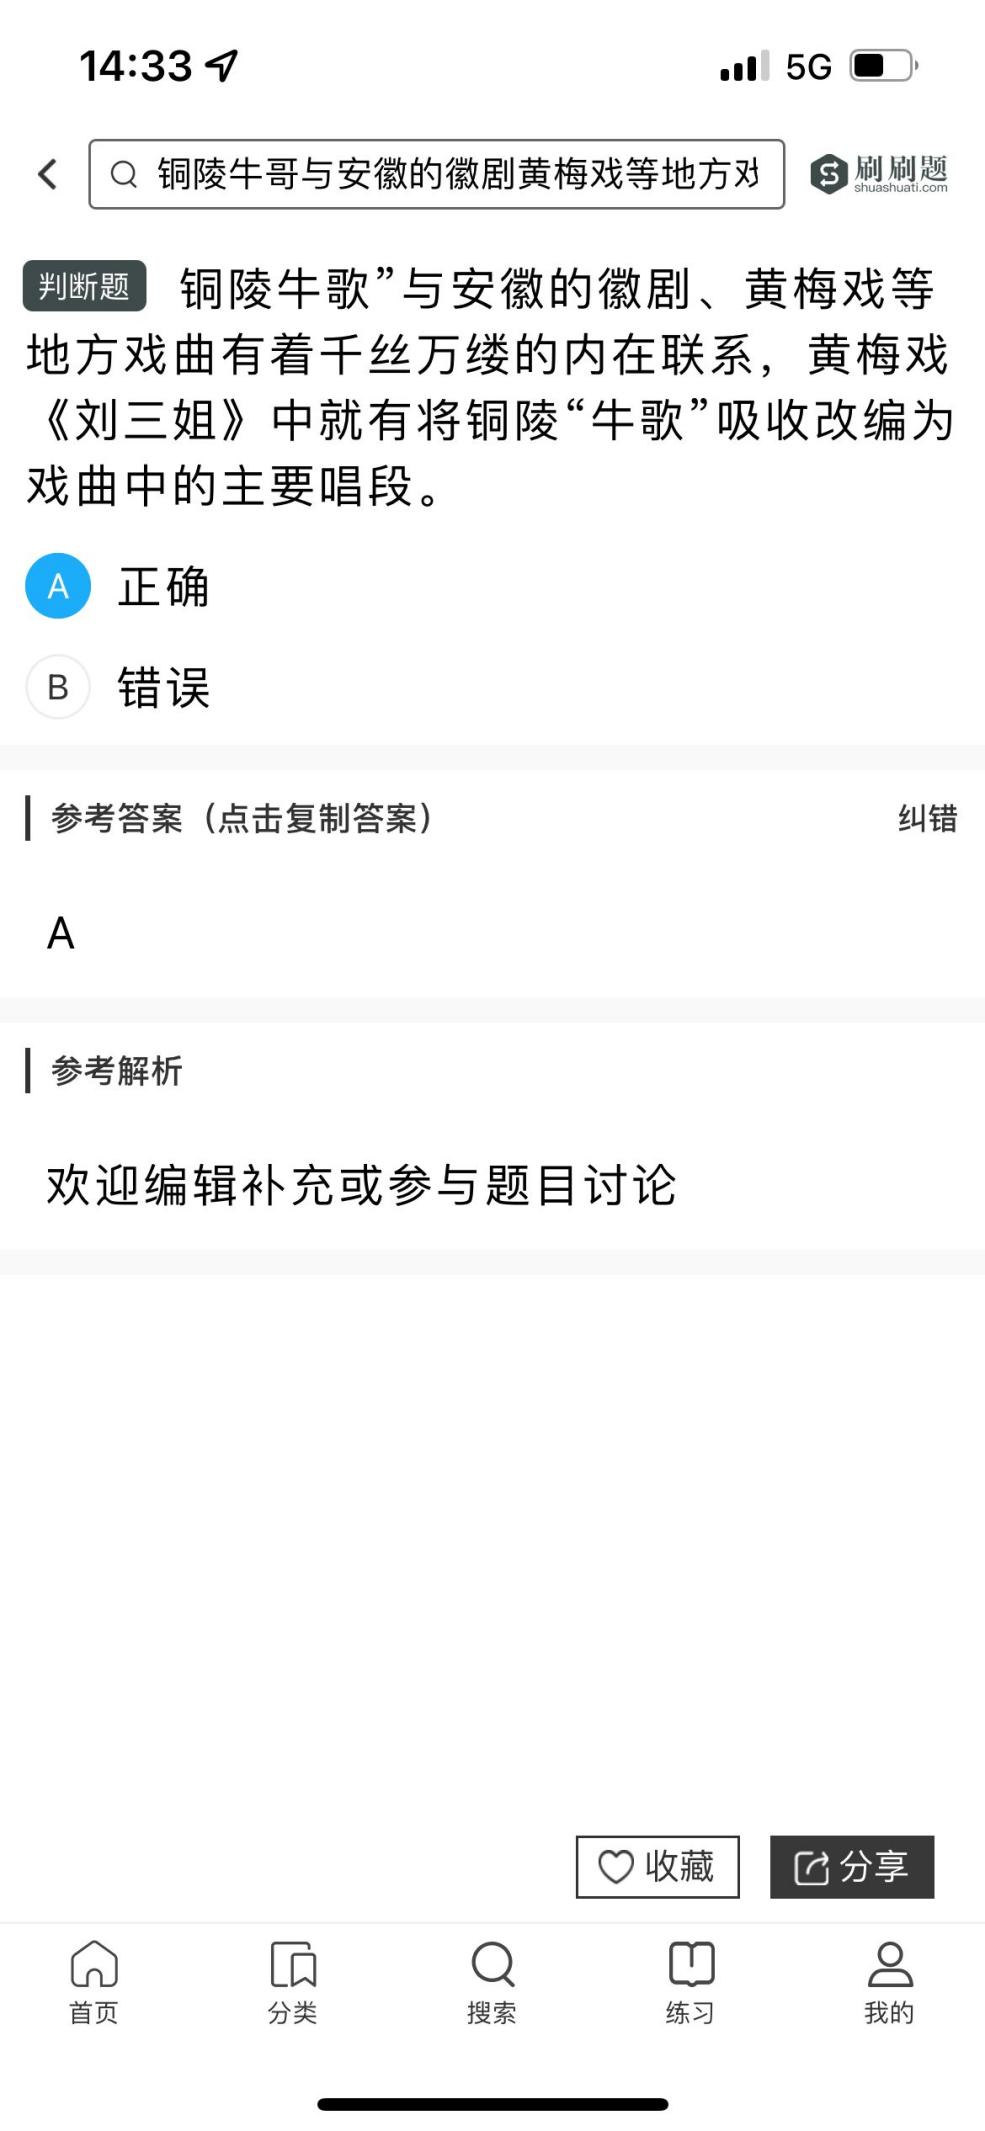 14:33
5G
铜陵牛哥与安徽的徽剧黄梅戏等地方戏
刷刷题
shuashuati.com
判断题 铜陵牛歌”与安徽的徽剧、黄梅戏等
地方戏曲有着千丝万缕的内在联系，黄梅戏
《刘三姐》中就有将铜陵“牛歌”吸收改编为
戏曲中的主要唱段。
A 正确
B 错误
参考答案（点击复制答案） 纠错
A
参考解析
欢迎编辑补充或参与题目讨论
收藏 分享
首页 分类 搜索 练习 我的